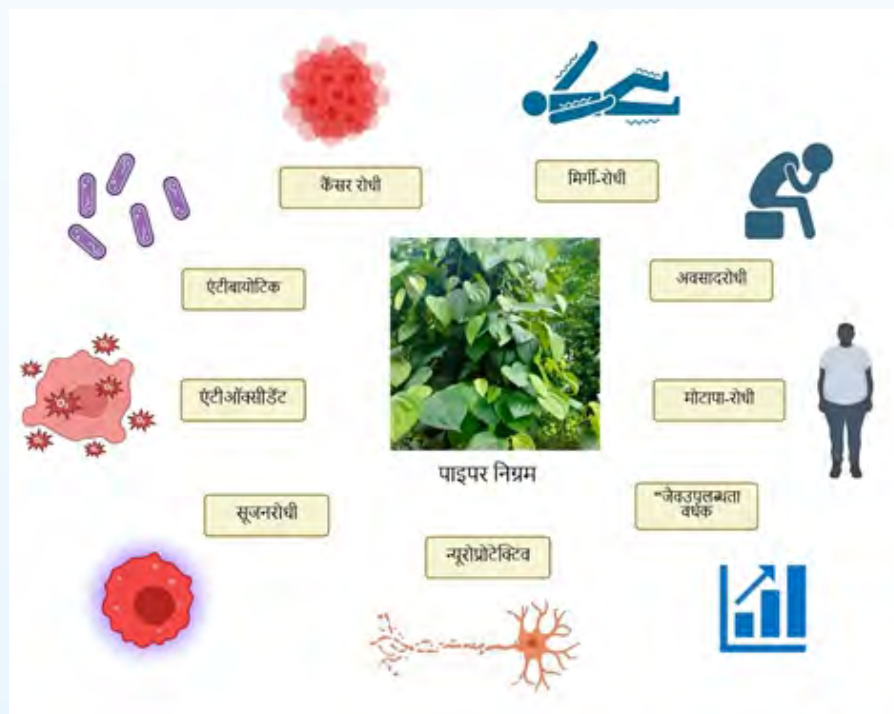 कैंसर रोधी
मिर्गी-रोधी
एंटीबायोटिक
अवसादरोधी
एंटीऑक्सीडेंट
मोटापा-रोधी
पाइपर निग्रम
सूजनरोधी
"जैवउपलब्धता
वर्धक
न्यूरोप्रोटेक्टिव